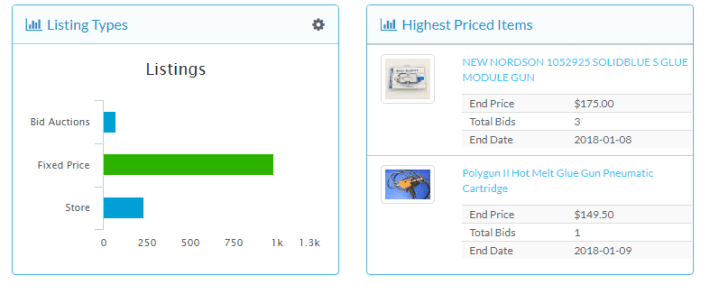 Listing Types
Listings
Bid Auctions
Fixed Price
Store
0 250 500 750 1k 1.3k
Highest Priced Items
NEW NORDSON 1052925 SOLIDBLUE S GLUE
MODULE GUN
End Price $175.00
Total Bids 3
End Date 2018-01-08
Polygun II Hot Melt Glue Gun Pneumatic
Cartridge
End Price $149.50
Total Bids 1
End Date 2018-01-09